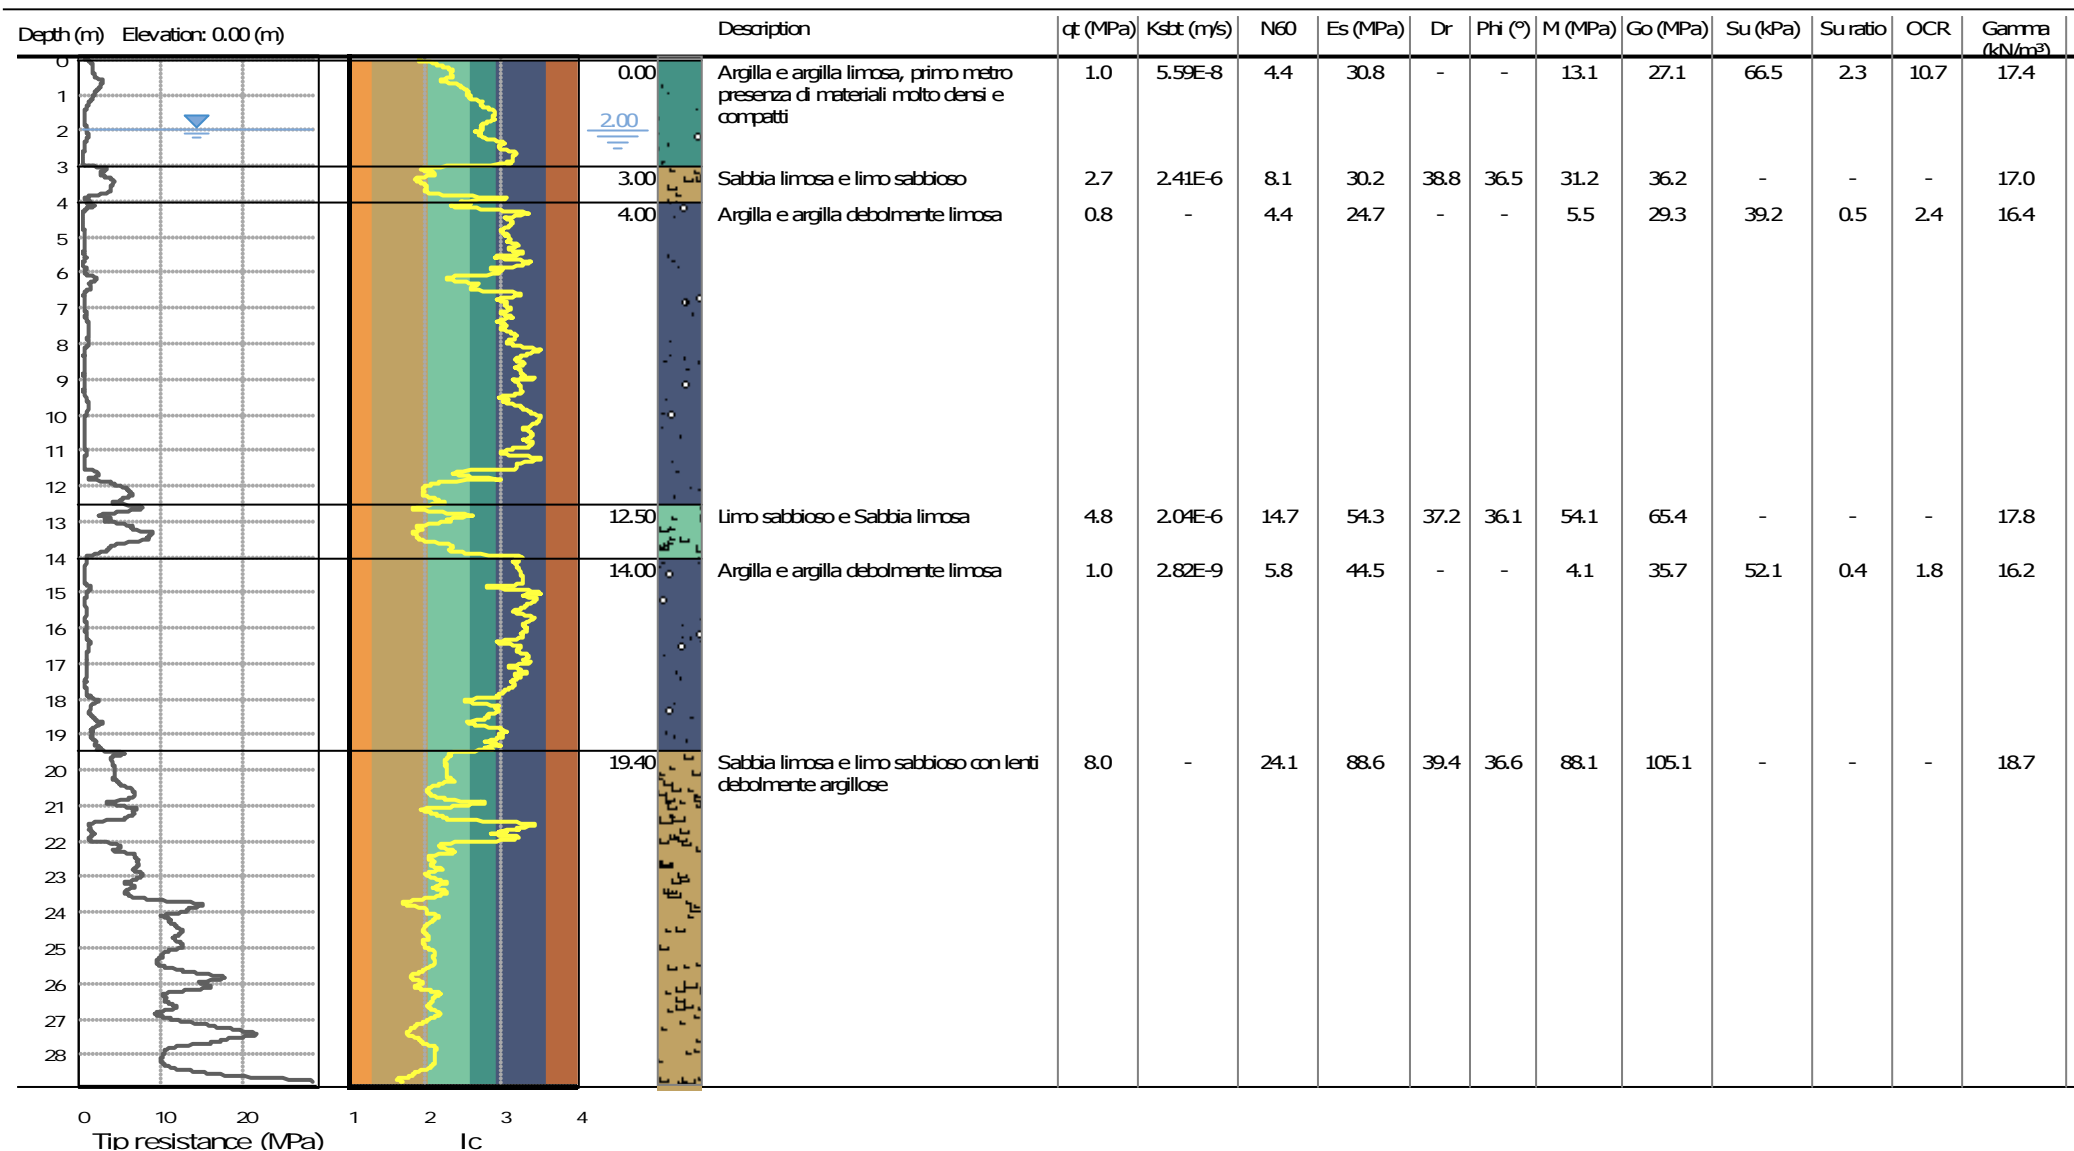 Depth (m) Elevation: 0.00 (m) Description qt (MPa) Ksbt (m/s) N60 Es (MPa) Dr Phi (º) M (MPa) Go (MPa) Su (kPa) Su ratio OCR Gamma
(kN/m³)
0
0.00 Argilla e argilla limosa, primo metro 1.0 5.59E-8 4.4 30.8 - - 13.1 27.1 66.5 2.3 10.7 17.4
1 presenza di materiali molto densi e
compatti
2 2.00
3
3.00 Sabbia limosa e limo sabbioso 2.7 2.41E-6 8.1 30.2 38.8 36.5 31.2 36.2 - - - 17.0
4
4.00 Argilla e argilla debolmente limosa 0.8 - 4.4 24.7 - - 5.5 29.3 39.2 0.5 2.4 16.4
5
6
7
8
9
10
11
12
12.50 Limo sabbioso e Sabbia limosa 4.8 2.04E-6 14.7 54.3 37.2 36.1 54.1 65.4 - - - 17.8
13
14
14.00 Argilla e argilla debolmente limosa 1.0 2.82E-9 5.8 44.5 - - 4.1 35.7 52.1 0.4 1.8 16.2
15
16
17
18
19
19.40 Sabbia limosa e limo sabbioso con lenti 8.0 - 24.1 88.6 39.4 36.6 88.1 105.1 - - - 18.7
20 debolmente argillose
21
22
23
24
25
26
27
28
0 10 20 1 2 3 4
Tip resistance (MPa) Ic